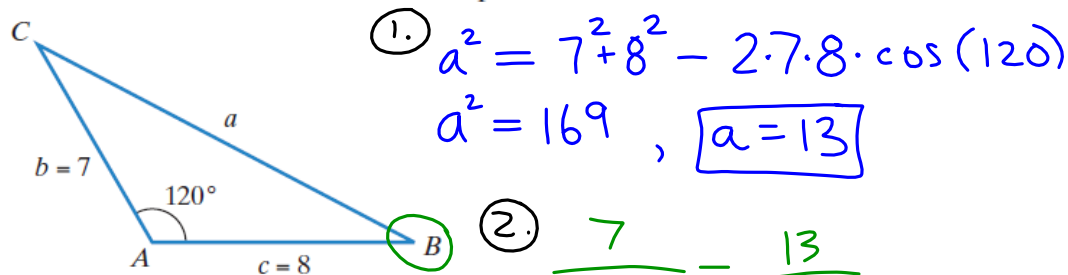 C
1. a² = 7² + 8² − 2·7·8·cos(120)
a
a² = 169 , a = 13
b = 7
120°
2. 7 = 13
B
A
c = 8